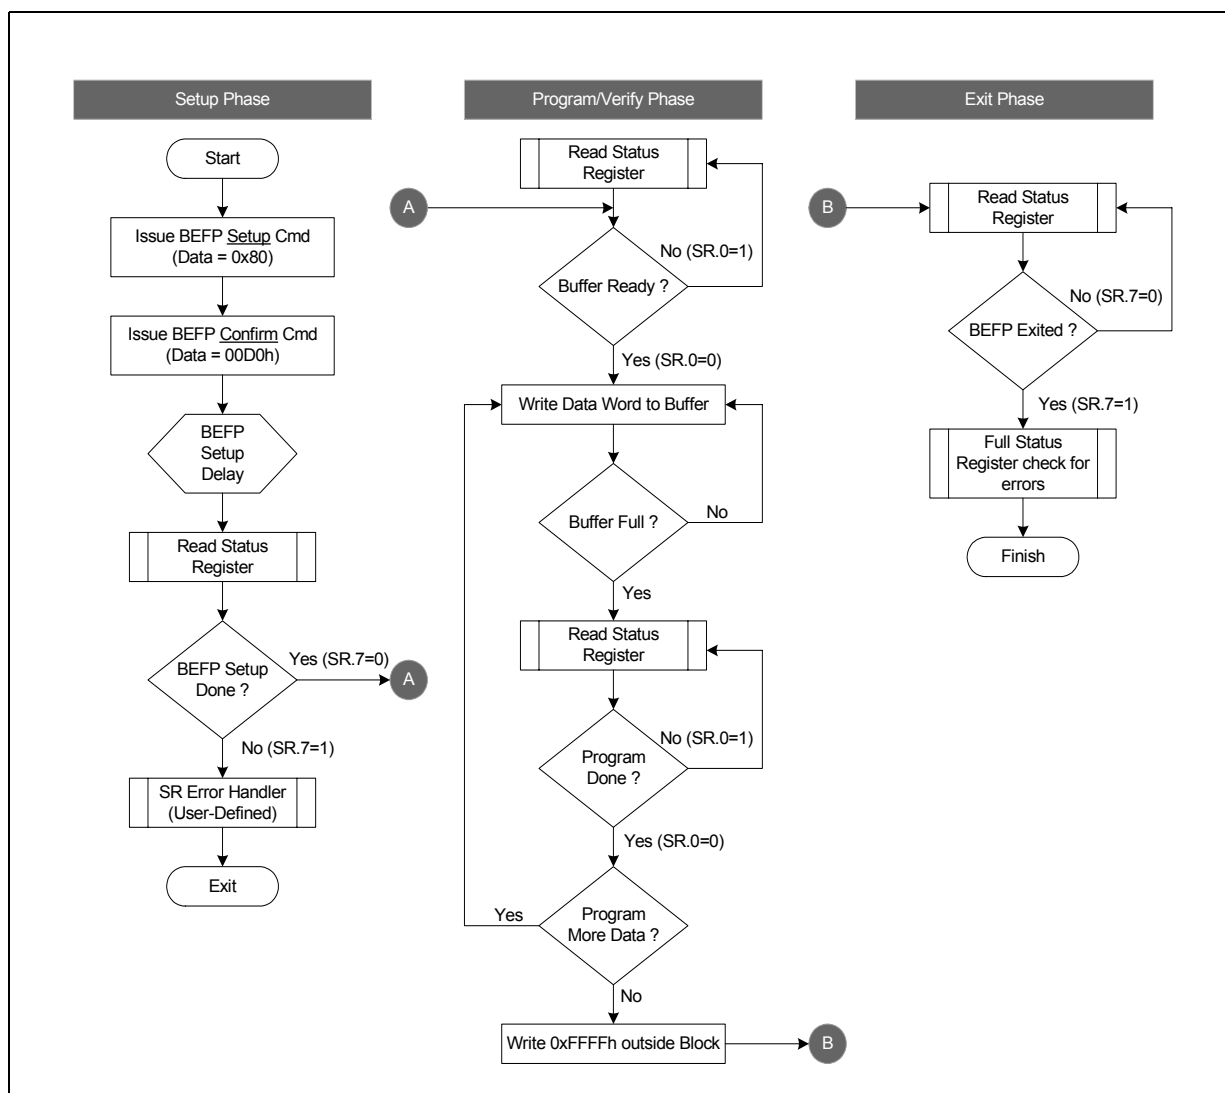 Setup Phase
Start
Issue BEFP Setup Cmd
(Data = 0x80)
Issue BEFP Confirm Cmd
(Data = 00D0h)
BEFP
Setup
Delay
Read Status
Register
BEFP Setup
Done ?
Yes (SR.7=0)
A
No (SR.7=1)
SR Error Handler
(User-Defined)
Exit
Program/Verify Phase
Read Status
Register
A
No (SR.0=1)
Buffer Ready ?
Yes (SR.0=0)
Write Data Word to Buffer
Buffer Full ?
No
Yes
Read Status
Register
No (SR.0=1)
Program
Done ?
Yes (SR.0=0)
Yes
Program
More Data ?
No
Write 0xFFFFh outside Block
B
Exit Phase
B
Read Status
Register
No (SR.7=0)
BEFP Exited ?
Yes (SR.7=1)
Full Status
Register check for
errors
Finish